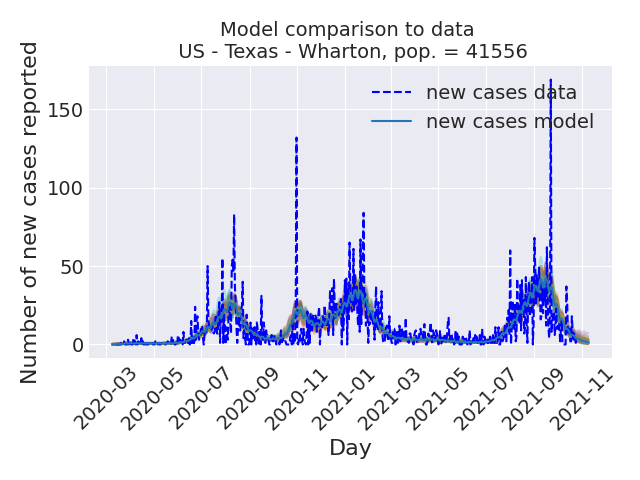 Model comparison to data
US - Texas - Wharton, pop. = 41556
Number of new cases reported
150
100
50
0
new cases data
new cases model
2020-03
2020-05
2020-07
2020-09
2020-11
2021-01
2021-03
2021-05
2021-07
2021-09
2021-11
Day